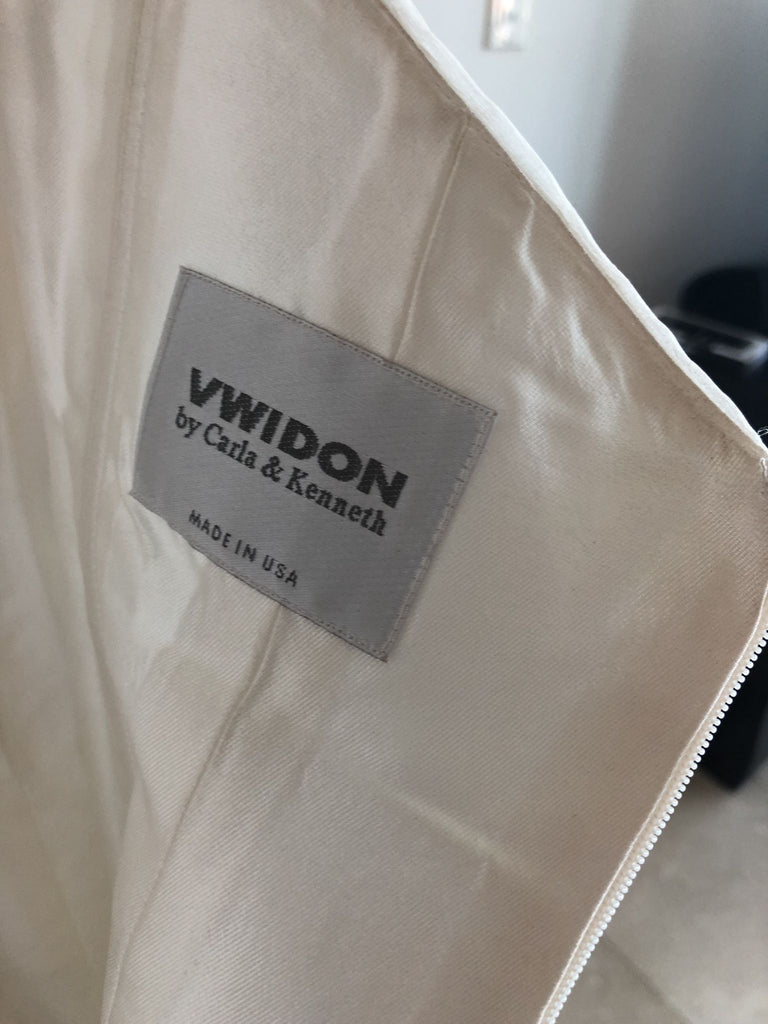 VWIDON
by Carla & Kenneth
MADE IN USA